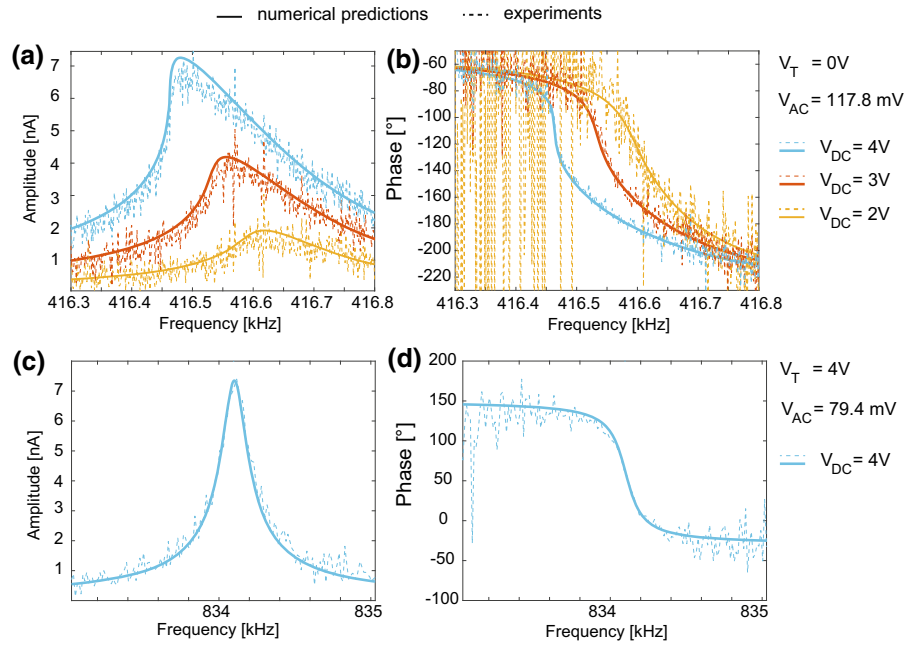 numerical predictions experiments
(a)
Amplitude [nA]
7
6
5
4
3
2
1
416.3 416.4 416.5 416.6 416.7 416.8
Frequency [kHz]
(b)
Phase [°]
-60
-80
-100
-120
-140
-160
-180
-200
-220
416.3 416.4 416.5 416.6 416.7 416.8
Frequency [kHz]
V_T = 0V
V_AC = 117.8 mV
V_DC = 4V
V_DC = 3V
V_DC = 2V
(c)
Amplitude [nA]
7
6
5
4
3
2
1
834 835
Frequency [kHz]
(d)
Phase [°]
200
150
100
50
0
-50
-100
834 835
Frequency [kHz]
V_T = 4V
V_AC = 79.4 mV
V_DC = 4V